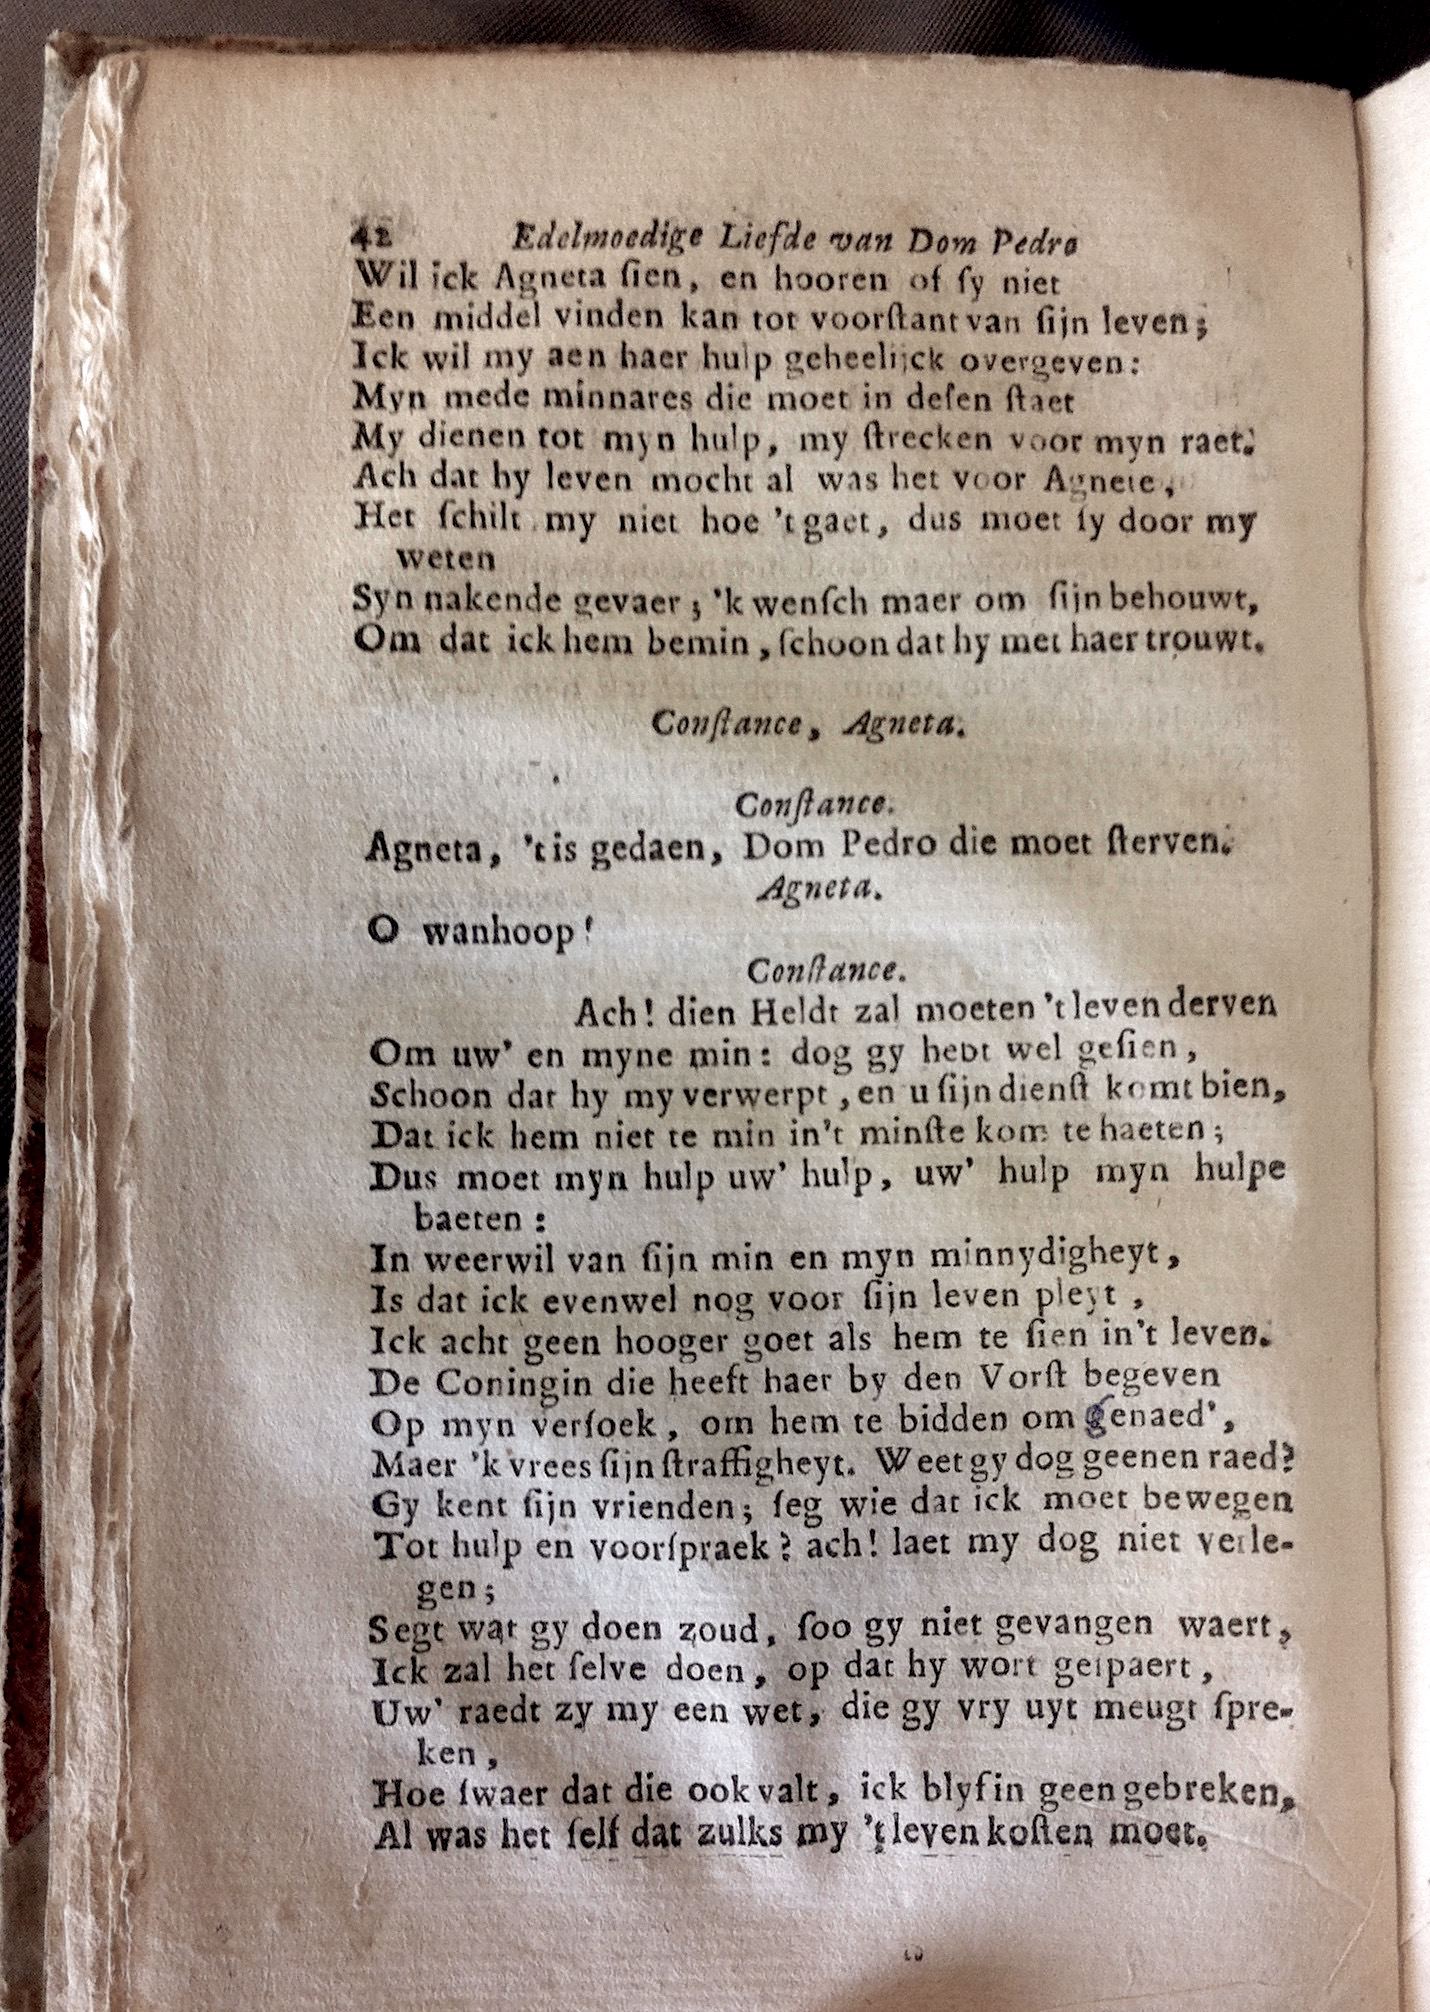 42 Edelmoedige Lieſde van Dom Pedro
Wil ick Agneta ſien, en hooren of ſy niet
Een middel vinden kan tot voorſtant van ſijn leven;
Ick wil my aen haer hulp geheelijck overgeven:
Myn mede minnares die moet in deſen ſtaet
My dienen tot myn hulp, my ſtrecken voor myn raet.
Ach dat hy leven mocht al was het voor Agnete,
Het ſchilt my niet hoe 't gaet, dus moet ſy door my
weten
Syn nakende gevaer; 'k wenſch maer om ſijn behouwt,
Om dat ick hem bemin, ſchoon dat hy met haer trouwt.
Conſtance, Agneta.
Conſtance.
Agneta, 't is gedaen, Dom Pedro die moet ſterven.
Agneta.
O wanhoop!
Conſtance.
Ach! dien Heldt zal moeten 't leven derven
Om uw' en myne min: dog gy hebt wel geſien,
Schoon dat hy my verwerpt, en u ſijn dienſt komt bien,
Dat ick hem niet te min in't minſte kom te haeten;
Dus moet myn hulp uw' hulp, uw' hulp myn hulpe
baeten:
In weerwil van ſijn min en myn minnydigheyt,
Is dat ick evenwel nog voor ſijn leven pleyt,
Ick acht geen hooger goet als hem te ſien in't leven.
De Coningin die heeft haer by den Vorſt begeven
Op myn verſoek, om hem te bidden om genaed',
Maer 'k vrees ſijn ſtraffigheyt. Weet gy dog geenen raed?
Gy kent ſijn vrienden; ſeg wie dat ick moet bewegen
Tot hulp en voorſpraek? ach! laet my dog niet verle-
gen;
Segt wat gy doen zoud, ſoo gy niet gevangen waert,
Ick zal het ſelve doen, op dat hy wort geſpaert,
Uw' raedt zy my een wet, die gy vry uyt meugt ſpre-
ken,
Hoe ſwaer dat die ook valt, ick blyf in geen gebreken,
Al was het ſelf dat zulks my 't leven koſten moet.